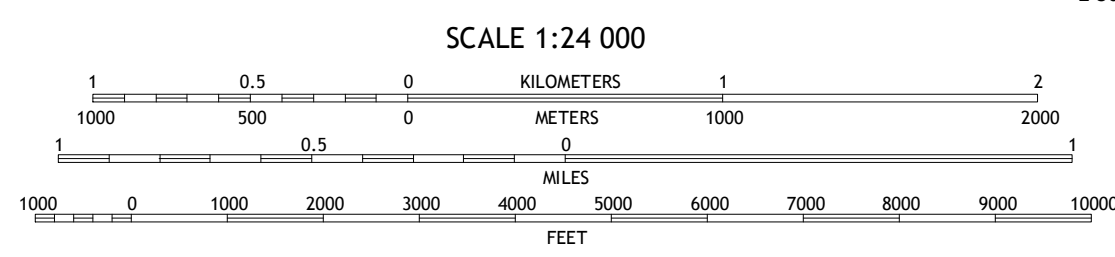 SCALE 1:24 000
1 0.5 0 KILOMETERS 1 2
1000 500 0 METERS 1000 2000
1 0.5 0 1
MILES
1000 0 1000 2000 3000 4000 5000 6000 7000 8000 9000 10000
FEET